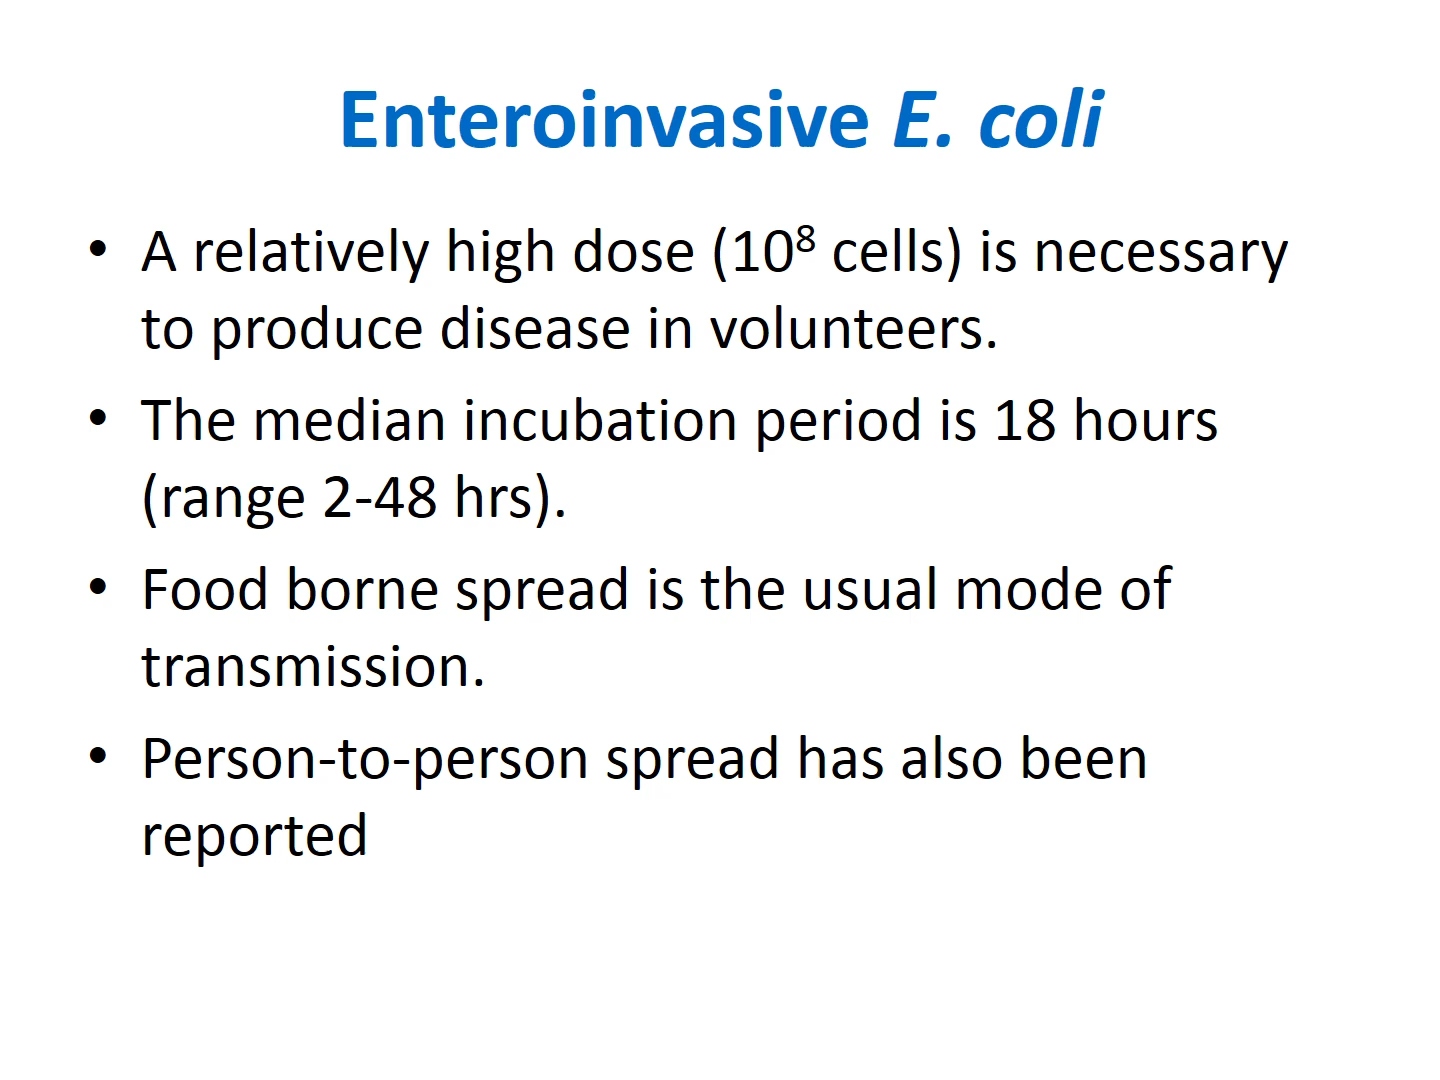 Enteroinvasive E. coli
• A relatively high dose (10⁸ cells) is necessary
to produce disease in volunteers.
• The median incubation period is 18 hours
(range 2-48 hrs).
• Food borne spread is the usual mode of
transmission.
• Person-to-person spread has also been
reported